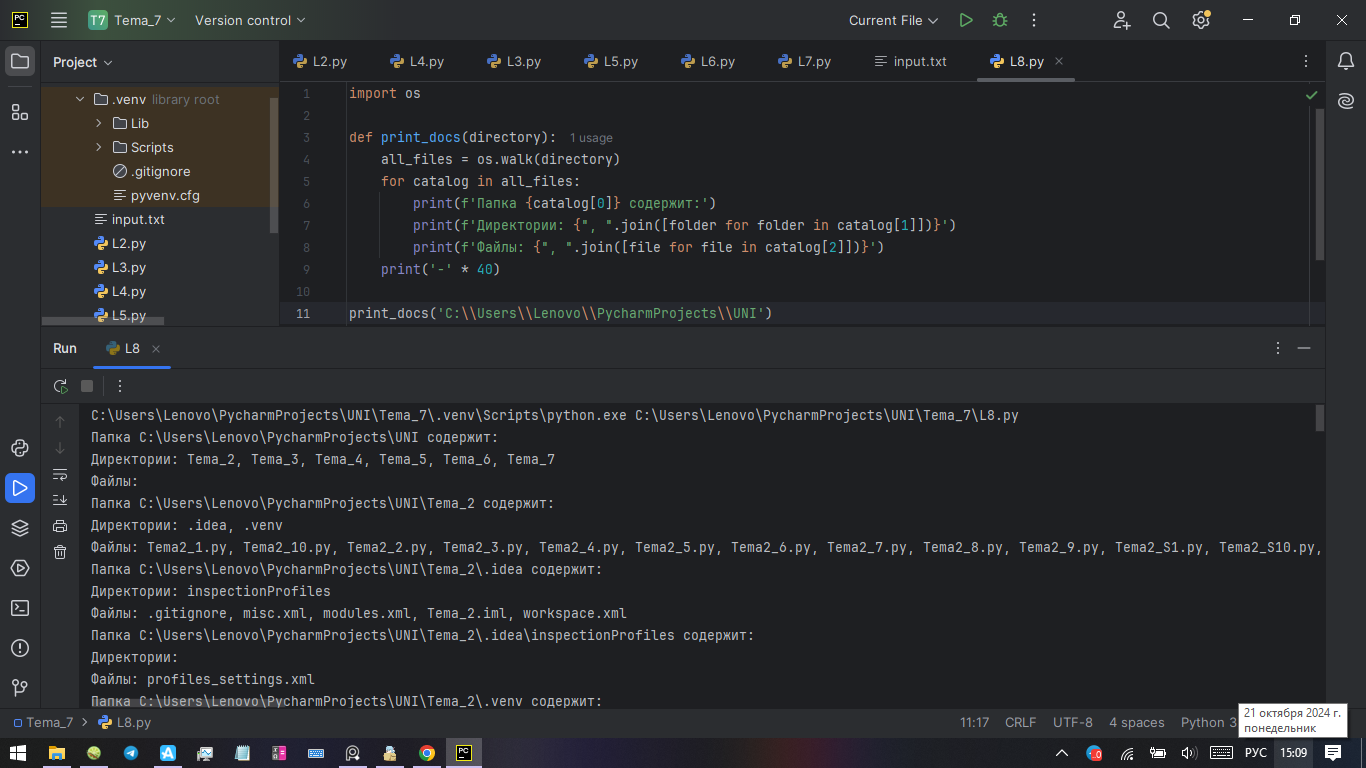 PC
T7 Tema_7 Version control Current File
Project
L2.py L4.py L3.py L5.py L6.py L7.py input.txt L8.py
.venv library root
Lib
Scripts
.gitignore
pyvenv.cfg
input.txt
L2.py
L3.py
L4.py
L5.py
1 import os
2
3 def print_docs(directory): 1 usage
4 all_files = os.walk(directory)
5 for catalog in all_files:
6 print(f'Папка {catalog[0]} содержит:')
7 print(f'Директории: {", ".join([folder for folder in catalog[1]])}')
8 print(f'Файлы: {", ".join([file for file in catalog[2]])}')
9 print('-' * 40)
10
11 print_docs('C:\\Users\\Lenovo\\PycharmProjects\\UNI')
Run L8
C:\Users\Lenovo\PycharmProjects\UNI\Tema_7\.venv\Scripts\python.exe C:\Users\Lenovo\PycharmProjects\UNI\Tema_7\L8.py
Папка C:\Users\Lenovo\PycharmProjects\UNI содержит:
Директории: Tema_2, Tema_3, Tema_4, Tema_5, Tema_6, Tema_7
Файлы:
Папка C:\Users\Lenovo\PycharmProjects\UNI\Tema_2 содержит:
Директории: .idea, .venv
Файлы: Tema2_1.py, Tema2_10.py, Tema2_2.py, Tema2_3.py, Tema2_4.py, Tema2_5.py, Tema2_6.py, Tema2_7.py, Tema2_8.py, Tema2_9.py, Tema2_S1.py, Tema2_S10.py,
Папка C:\Users\Lenovo\PycharmProjects\UNI\Tema_2\.idea содержит:
Директории: inspectionProfiles
Файлы: .gitignore, misc.xml, modules.xml, Tema_2.iml, workspace.xml
Папка C:\Users\Lenovo\PycharmProjects\UNI\Tema_2\.idea\inspectionProfiles содержит:
Директории:
Файлы: profiles_settings.xml
Папка C:\Users\Lenovo\PycharmProjects\UNI\Tema_2\.venv содержит:
Tema_7 L8.py 11:17 CRLF UTF-8 4 spaces Python 3
21 октября 2024 г.
понедельник
РУС 15:09